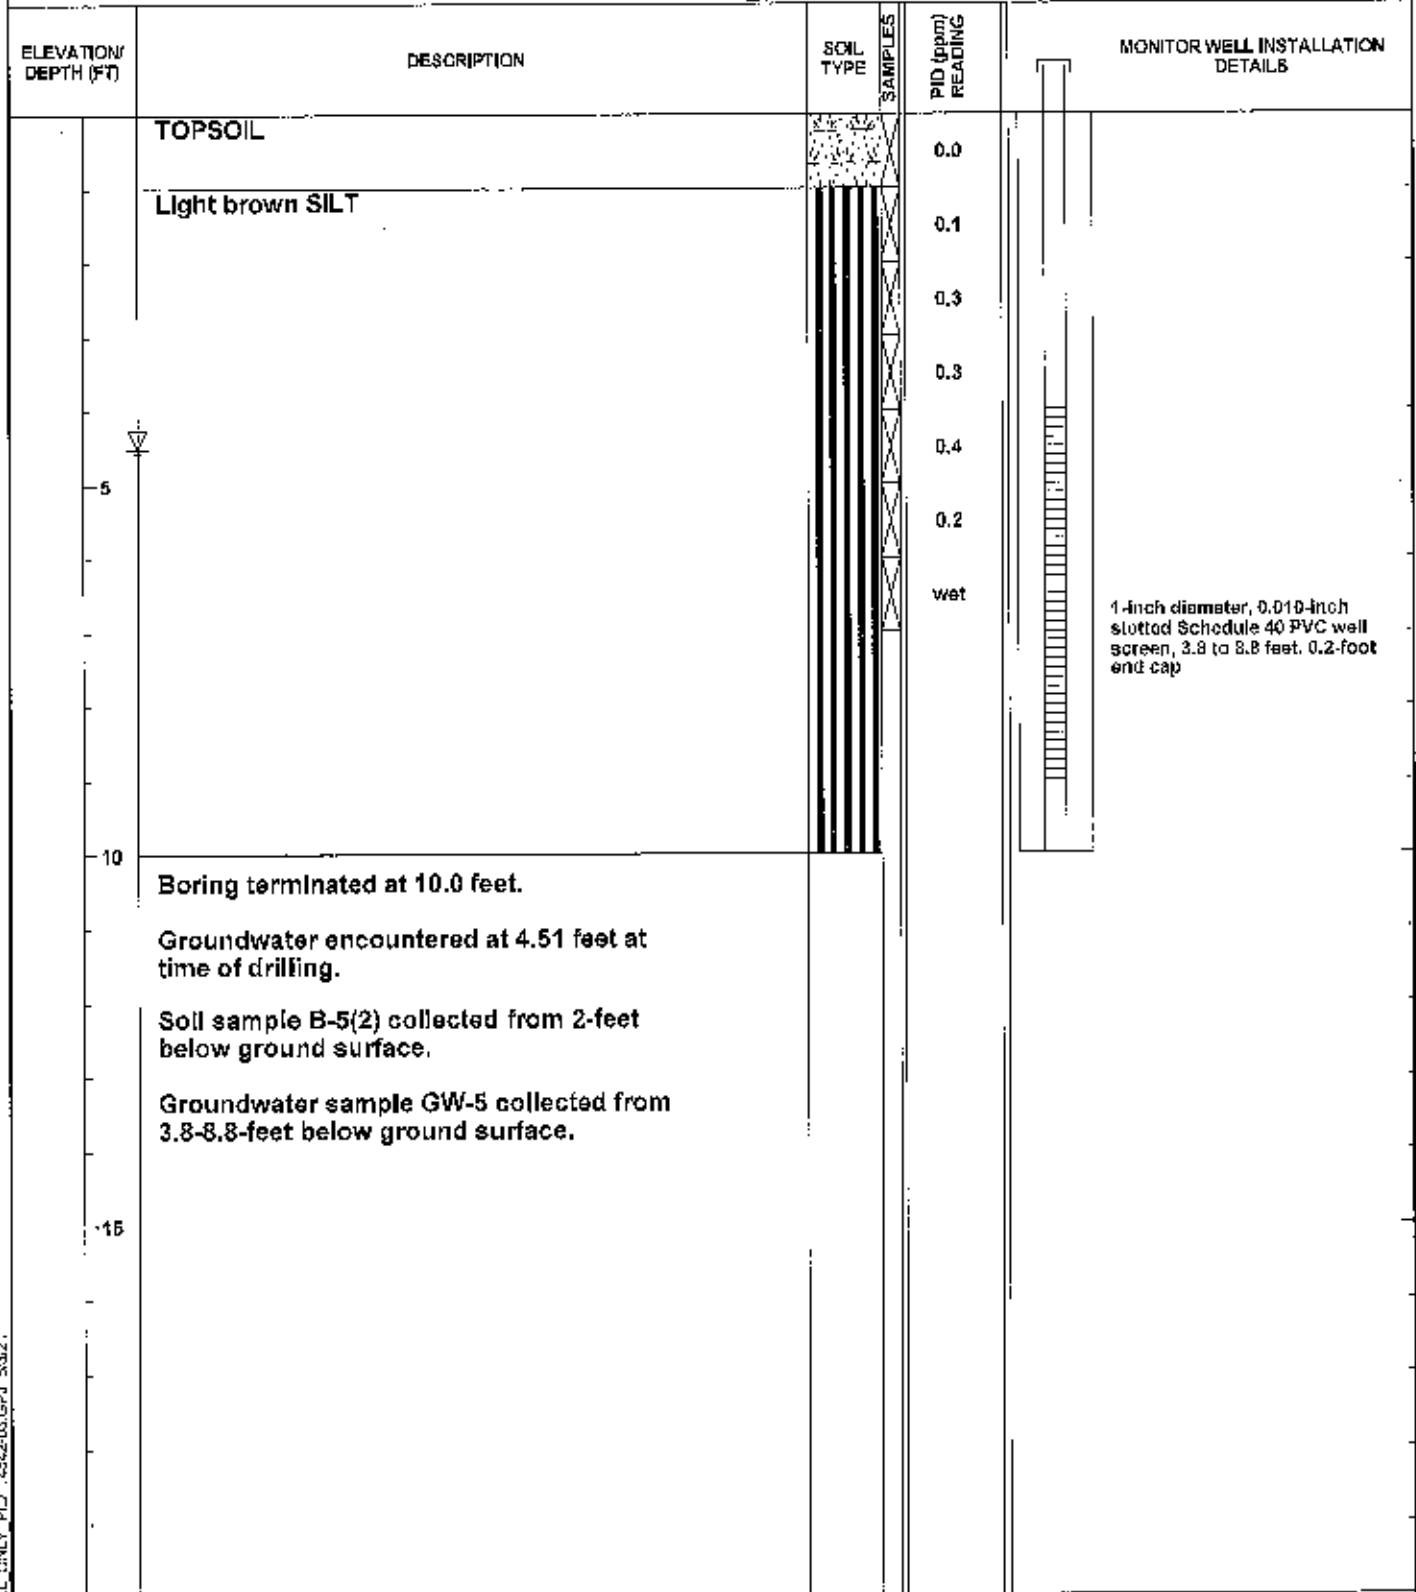 ELEVATION/
DEPTH (FT)
DESCRIPTION
SOIL
TYPE
SAMPLES
PID (ppm)
READING
MONITOR WELL INSTALLATION
DETAILS
TOPSOIL
0.0
Light brown SILT
0.1
0.3
0.3
0.4
5
0.2
wet
1-inch diameter, 0.010-inch
slotted Schedule 40 PVC well
screen, 3.8 to 8.8 feet. 0.2-foot
end cap
10
Boring terminated at 10.0 feet.
Groundwater encountered at 4.51 feet at
time of drilling.
Soil sample B-5(2) collected from 2-feet
below ground surface.
Groundwater sample GW-5 collected from
3.8-8.8-feet below ground surface.
15